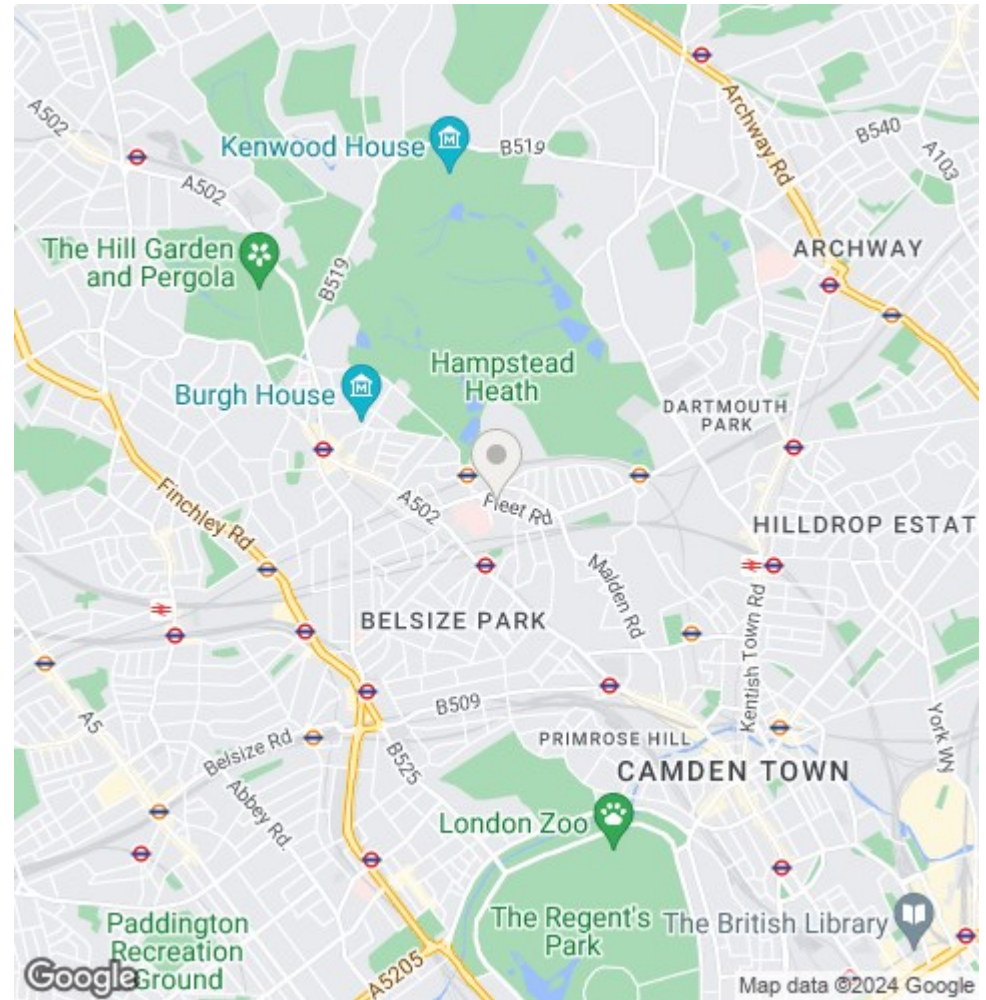 A502
Kenwood House
B519
Archway Rd
B540
A103
A502
The Hill Garden
and Pergola
B519
ARCHWAY
Hampstead
Heath
Burgh House
DARTMOUTH
PARK
Finchley Rd
A502
Fleet Rd
HILLDROP ESTAT
Malden Rd
BELSIZE PARK
Kentish Town Rd
A5
B509
York Wy
Belsize Rd
B525
PRIMROSE HILL
CAMDEN TOWN
Abbey Rd.
London Zoo
The Regent's
Park
The British Library
Paddington
Recreation
Ground
A5205
Google
Map data ©2024 Google